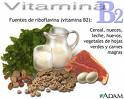 Vitamina
B2
Fuentes de riboflavina (vitamina B2):
Cereal, nueces,
leche, huevos,
vegetales de hojas
verdes y carnes
magras
ADAM